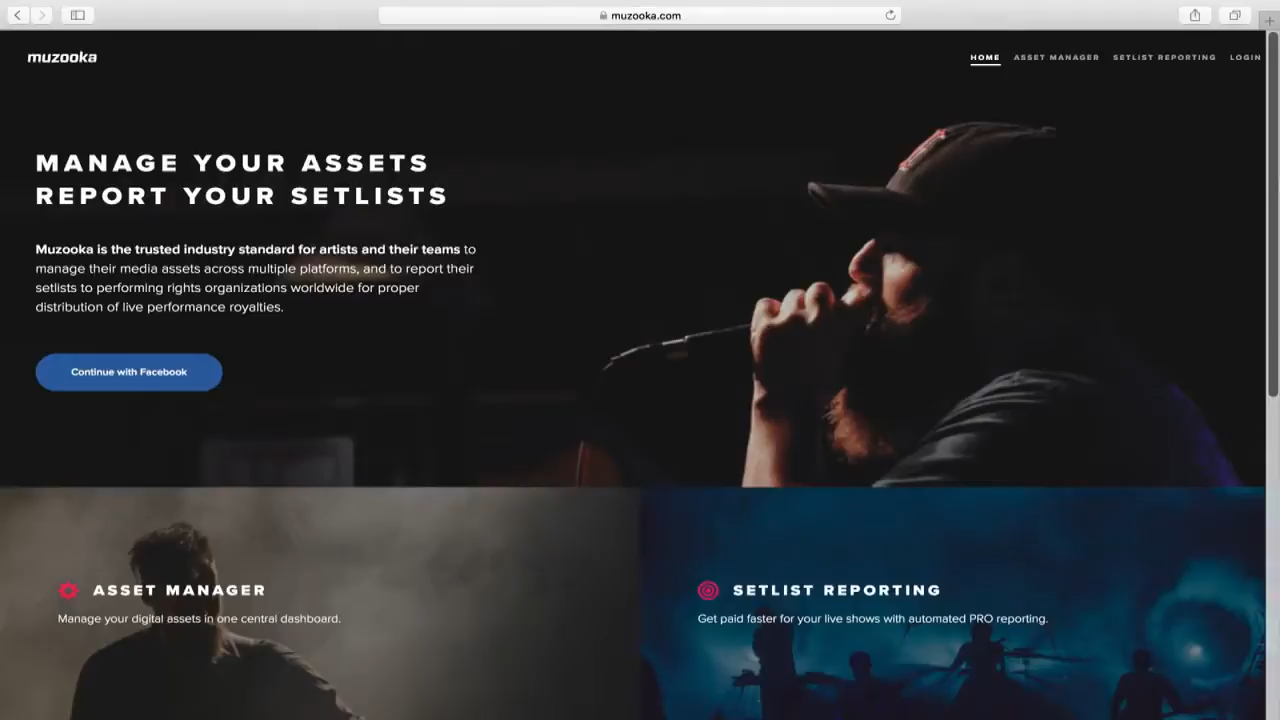 muzooka.com
muzooka
HOME
ASSET MANAGER
SETLIST REPORTING
LOGIN
MANAGE YOUR ASSETS
REPORT YOUR SETLISTS
Muzooka is the trusted industry standard for artists and their teams to
manage their media assets across multiple platforms, and to report their
setlists to performing rights organizations worldwide for proper
distribution of live performance royalties.
Continue with Facebook
ASSET MANAGER
Manage your digital assets in one central dashboard.
SETLIST REPORTING
Get paid faster for your live shows with automated PRO reporting.